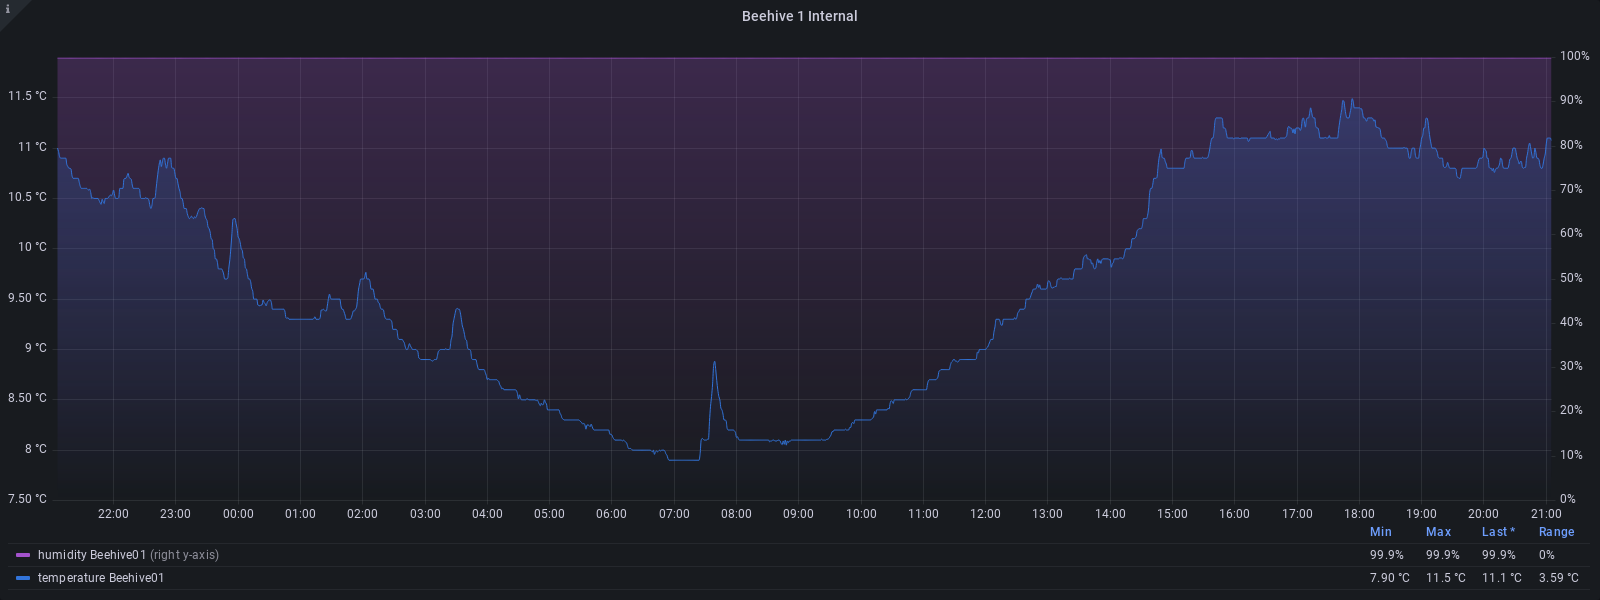 i
Beehive 1 Internal
100%
11.5 °C
90%
11 °C
80%
10.5 °C
70%
60%
10 °C
50%
9.50 °C
40%
9 °C
30%
8.50 °C
20%
8 °C
10%
7.50 °C
0%
22:00 23:00 00:00 01:00 02:00 03:00 04:00 05:00 06:00 07:00 08:00 09:00 10:00 11:00 12:00 13:00 14:00 15:00 16:00 17:00 18:00 19:00 20:00 21:00
Min Max Last * Range
humidity Beehive01 (right y-axis) 99.9% 99.9% 99.9% 0%
temperature Beehive01 7.90 °C 11.5 °C 11.1 °C 3.59 °C